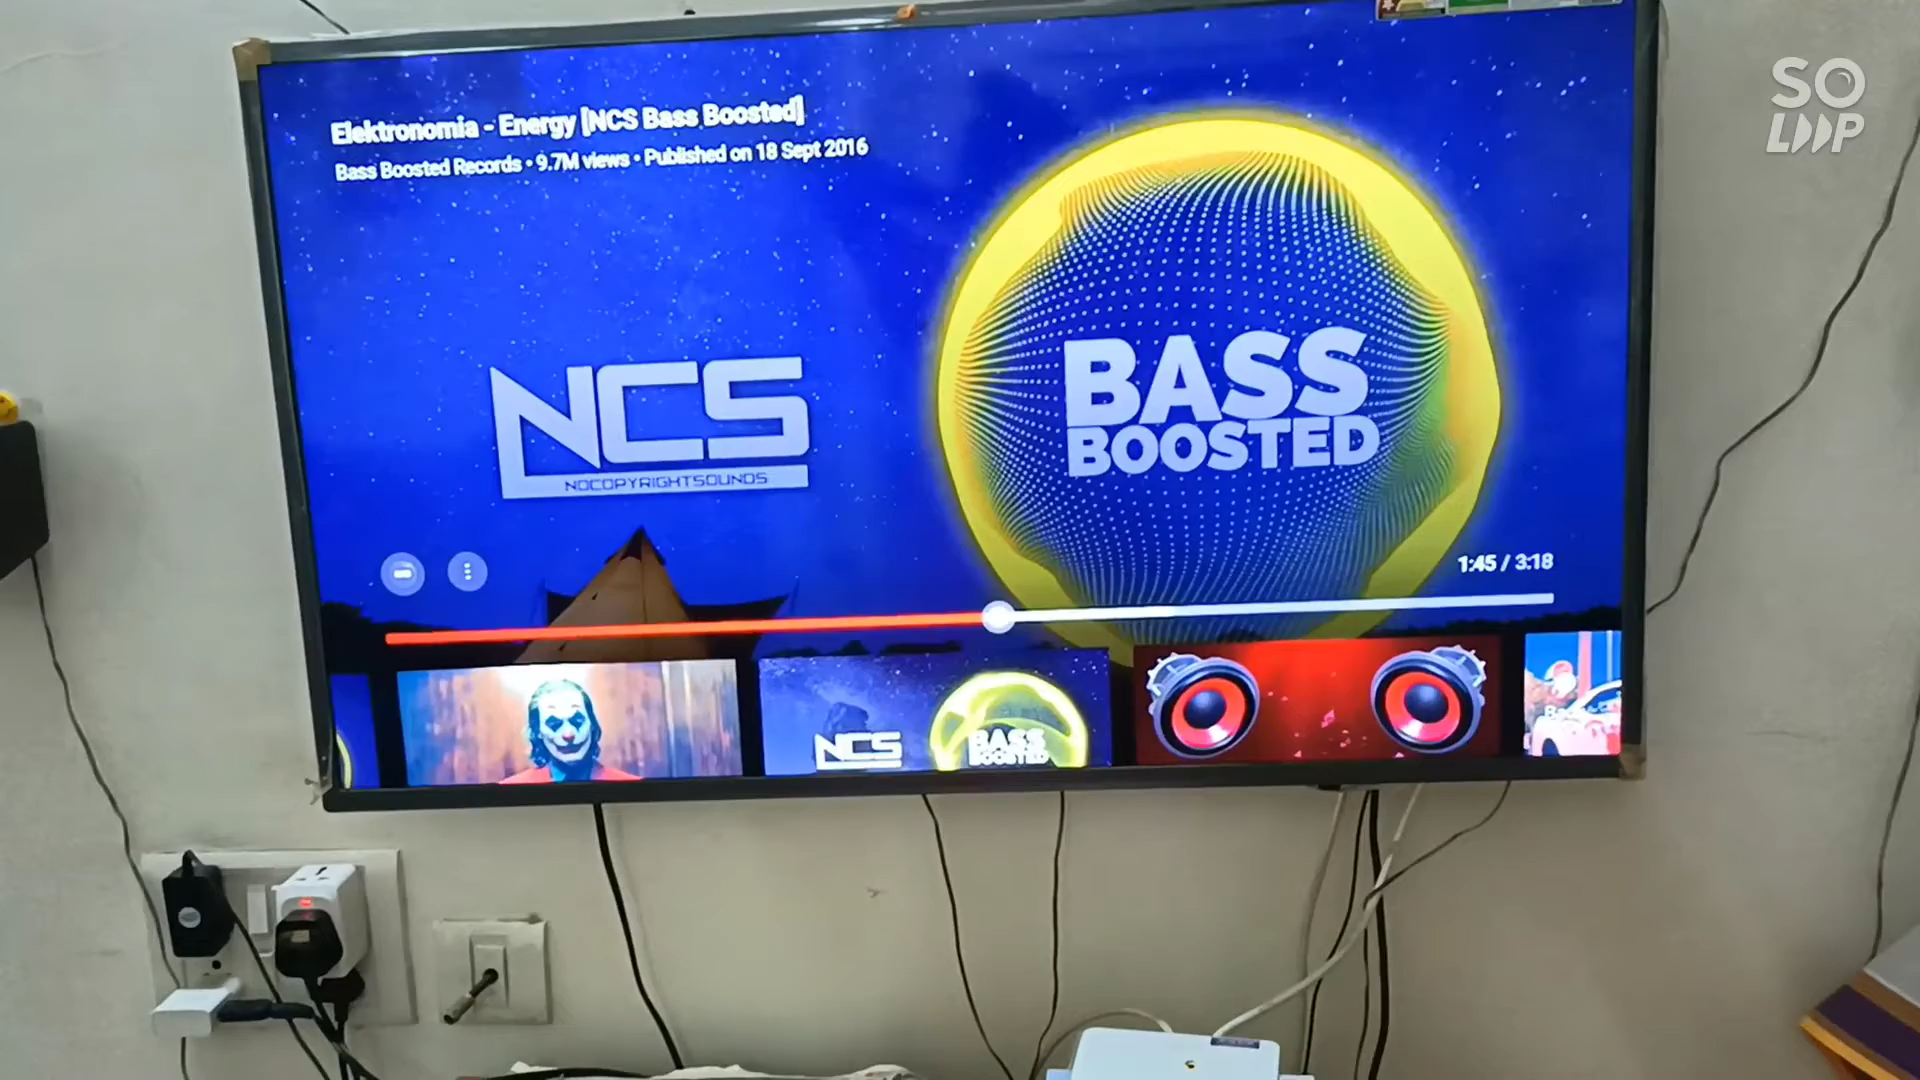 SO
LOOP
Elektronomia - Energy [NCS Bass Boosted]
Bass Boosted Records • 9.7M views • Published on 18 Sept 2016
NCS
NOCOPYRIGHTSOUNDS
BASS
BOOSTED
1:45 / 3:18
NCS
BASS
BOOSTED